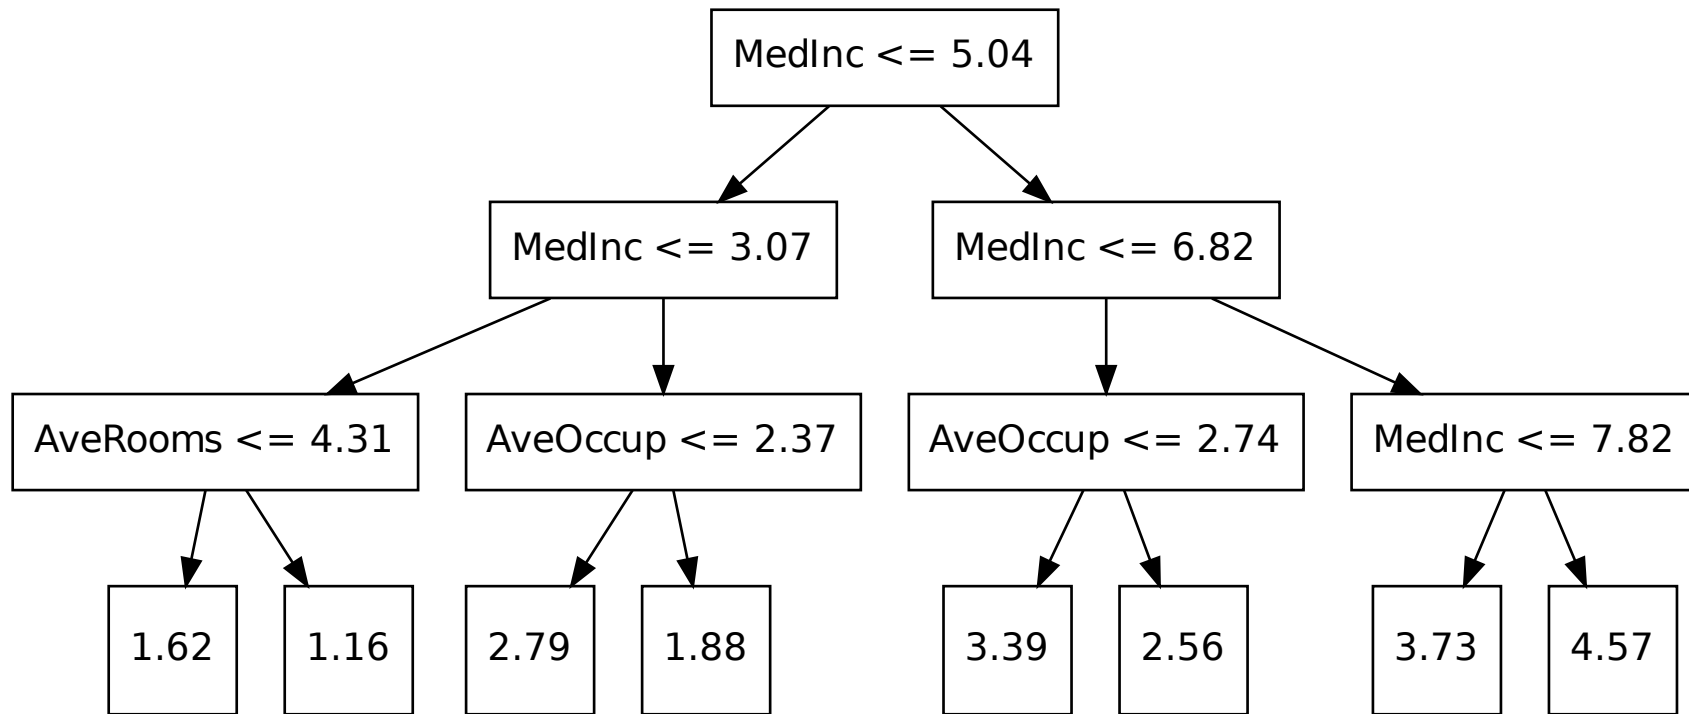 MedInc <= 5.04
MedInc <= 3.07
MedInc <= 6.82
AveRooms <= 4.31
AveOccup <= 2.37
AveOccup <= 2.74
MedInc <= 7.82
1.62
1.16
2.79
1.88
3.39
2.56
3.73
4.57